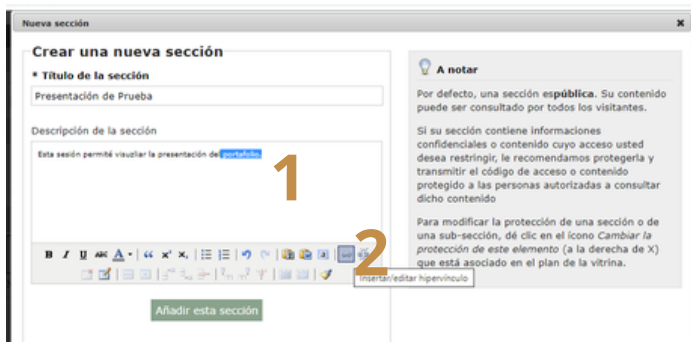 Nueva sección
x
Crear una nueva sección
* Título de la sección
Presentación de Prueba
Descripción de la sección
Esta sesión permité visuzliar la presentación del portafolio.
1
2
B I U ABC A “ x² x,
Insertar/editar hipervínculo
Añadir esta sección
A notar
Por defecto, una sección espública. Su contenido
puede ser consultado por todos los visitantes.
Si su sección contiene informaciones
confidenciales o contenido cuyo acceso usted
desea restringir, le recomendamos protegerla y
transmitir el código de acceso o contenido
protegido a las personas autorizadas a consultar
dicho contenido
Para modificar la protección de una sección o de
una sub-sección, dé clic en el ícono Cambiar la
protección de este elemento (a la derecha de X)
que está asociado en el plan de la vitrina.